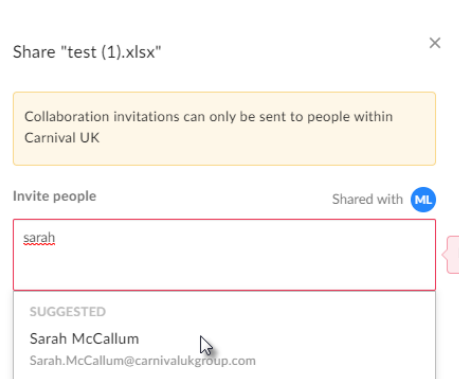 Share "test (1).xlsx"
Collaboration invitations can only be sent to people within
Carnival UK
Invite people
Shared with ML
sarah
SUGGESTED
Sarah McCallum
Sarah.McCallum@carnivalukgroup.com